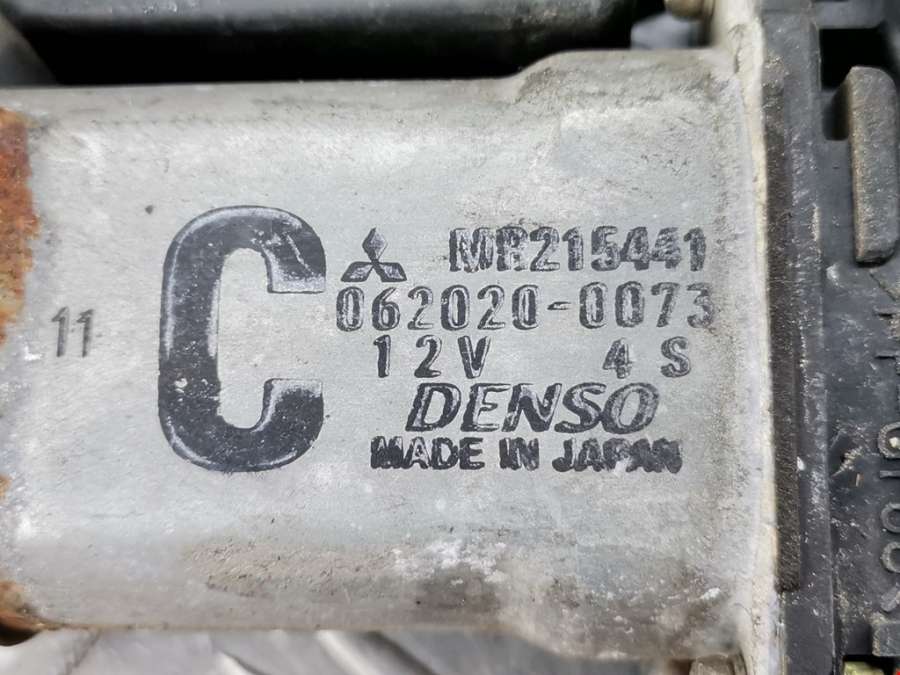 11
C
MR215441
062020-0073
12V 4S
DENSO
MADE IN JAPAN